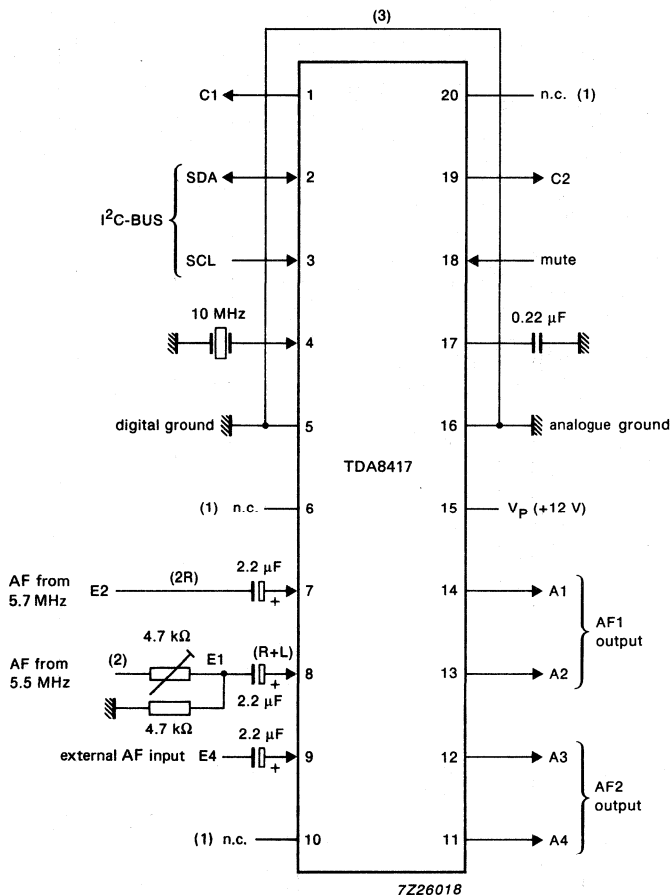 (3)
C1 1 20 n.c. (1)
SDA 2 19 C2
I²C-BUS
SCL 3 18 mute
10 MHz 0.22 µF
4 17
digital ground 5 16 analogue ground
TDA8417
(1) n.c. 6 15 VP (+12 V)
2.2 µF
AF from 5.7 MHz E2 (2R) + 7 14 A1
AF1 output
4.7 kΩ
AF from 5.5 MHz (2) E1 (R+L) + 8 13 A2
2.2 µF
4.7 kΩ
2.2 µF
external AF input E4 + 9 12 A3
AF2 output
(1) n.c. 10 11 A4
7Z26018